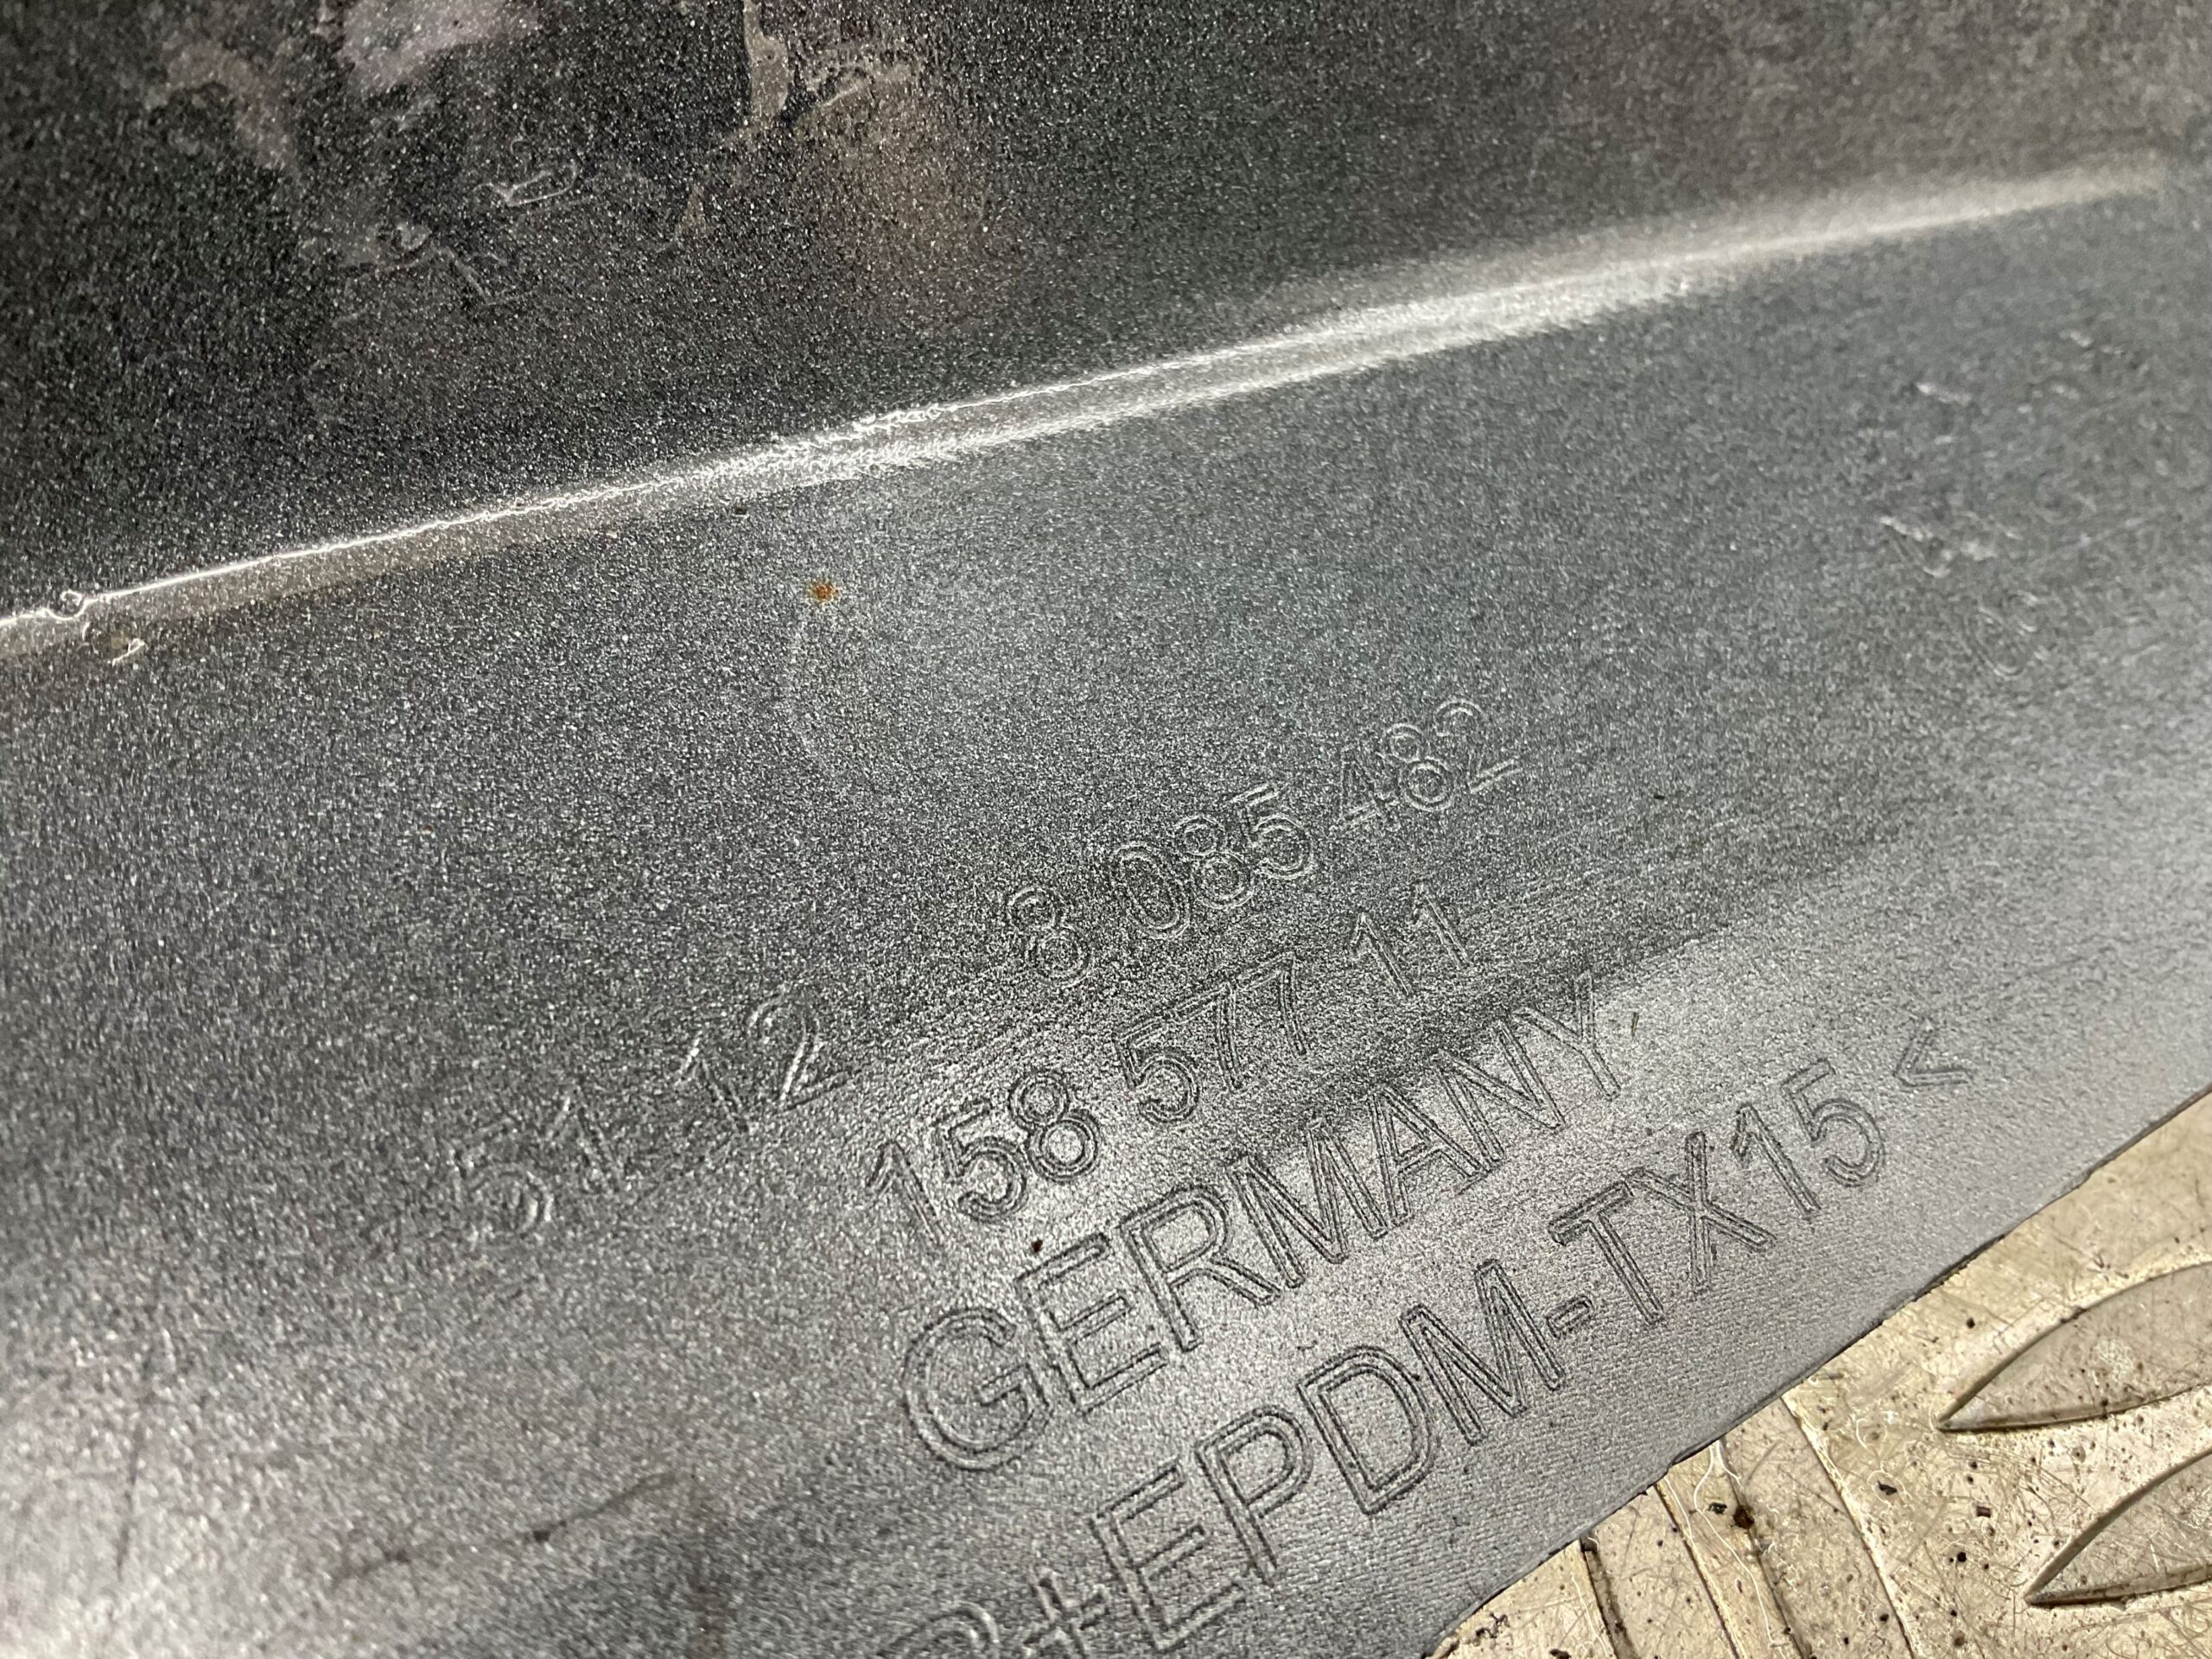 51 12 8 085 482
158 577 11
GERMANY
P+EPDM-TX15<